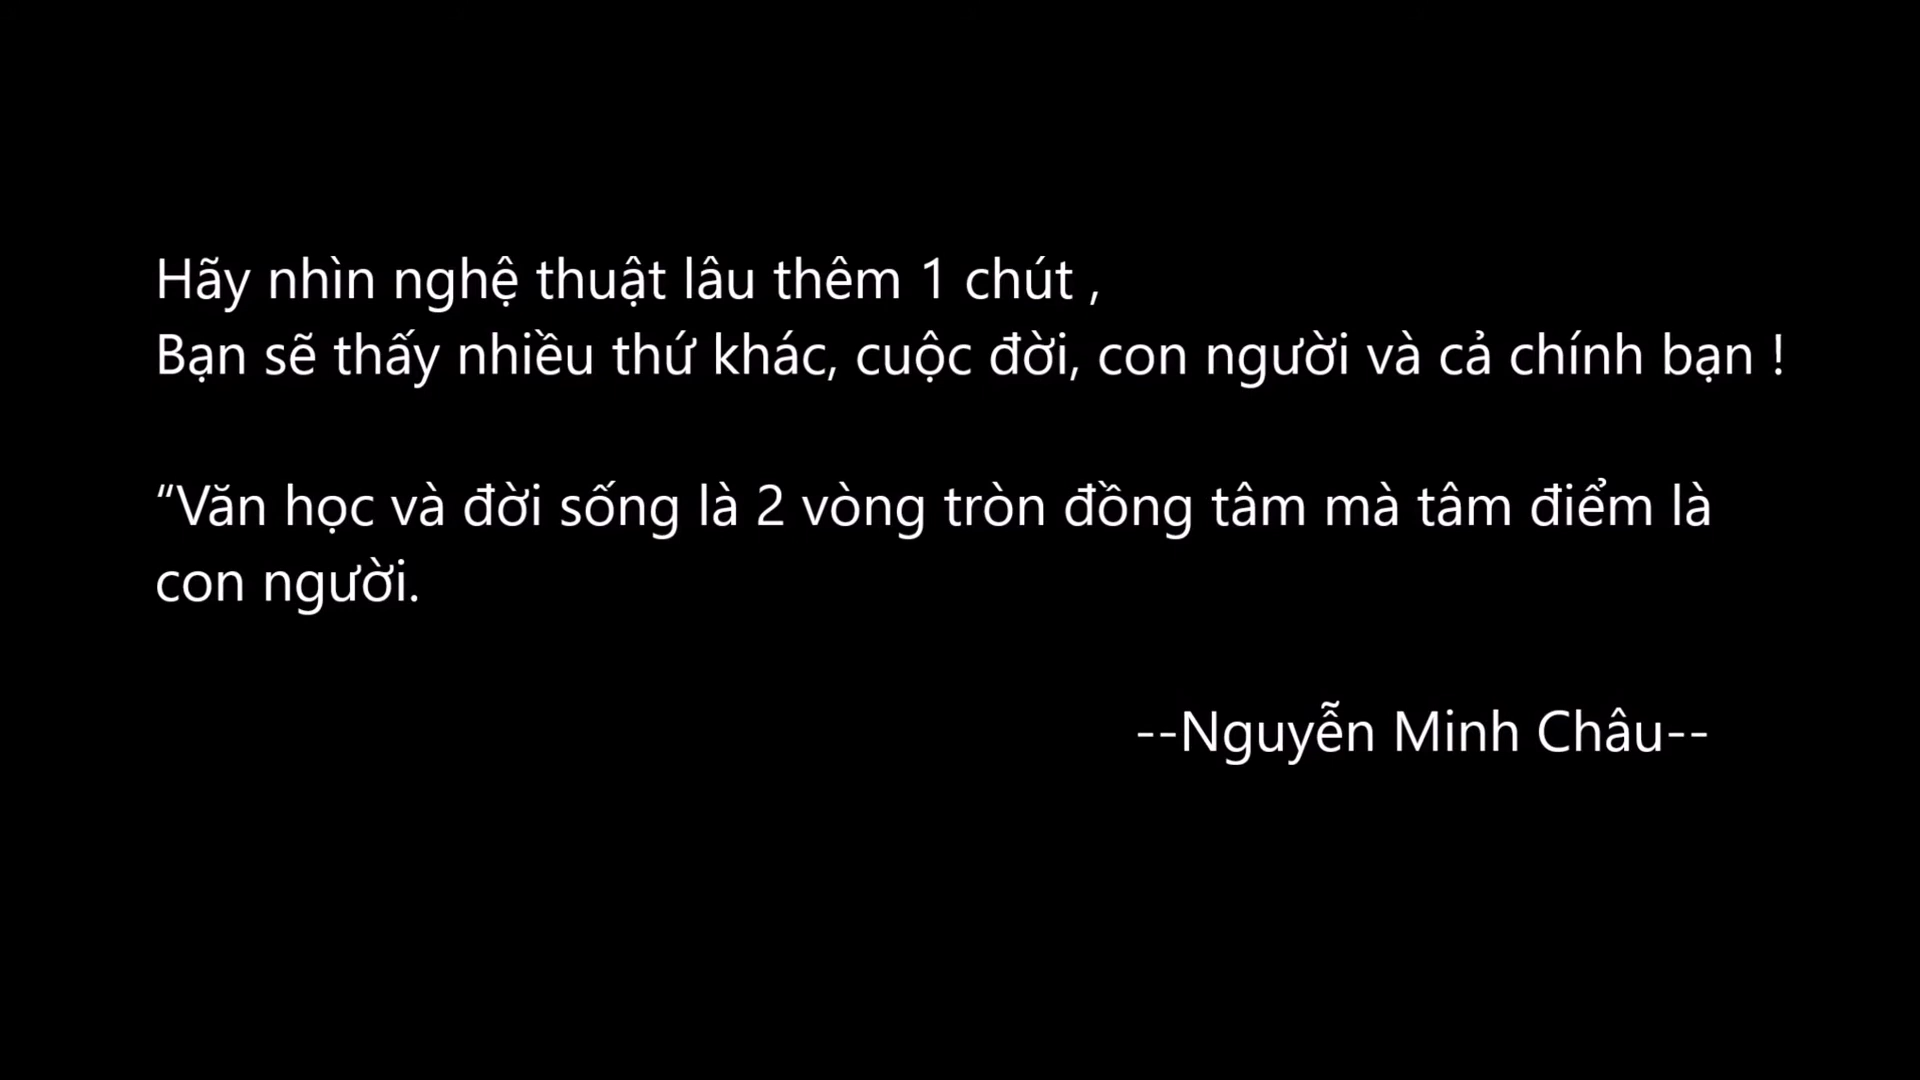 Hãy nhìn nghệ thuật lâu thêm 1 chút ,
Bạn sẽ thấy nhiều thứ khác, cuộc đời, con người và cả chính bạn !
“Văn học và đời sống là 2 vòng tròn đồng tâm mà tâm điểm là
con người.
--Nguyễn Minh Châu--